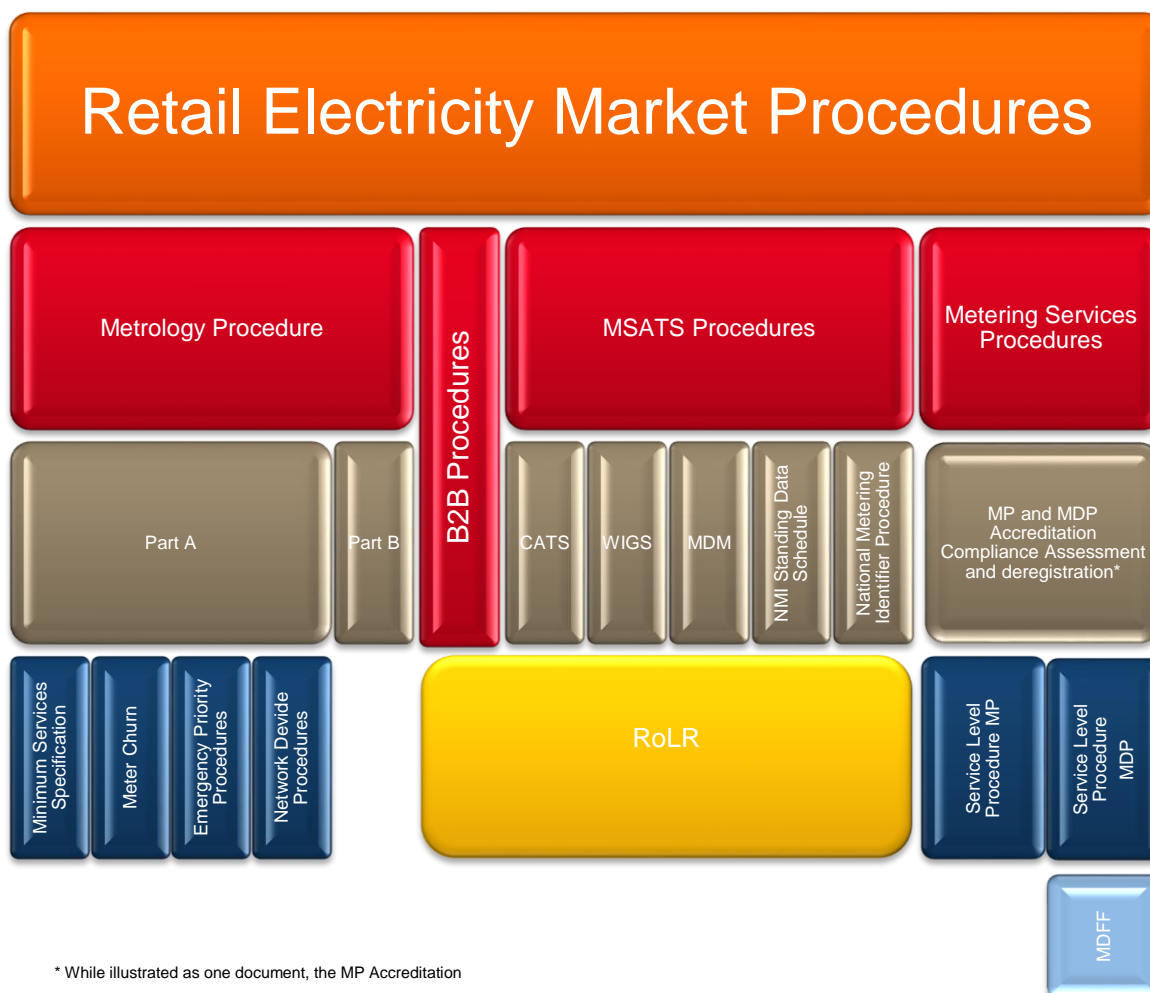 Retail Electricity Market Procedures
Metrology Procedure
B2B Procedures
MSATS Procedures
Metering Services
Procedures
Part A
Part B
CATS
WIGS
MDM
NMI Standing Data
Schedule
National Metering
Identifier Procedure
MP and MDP
Accreditation
Compliance Assessment
and deregistration*
Minimum Services
Specification
Meter Churn
Emergency Priority
Procedures
Network Devide
Procedures
RoLR
Service Level
Procedure MP
Service Level
Procedure
MDP
MDFF
* While illustrated as one document, the MP Accreditation